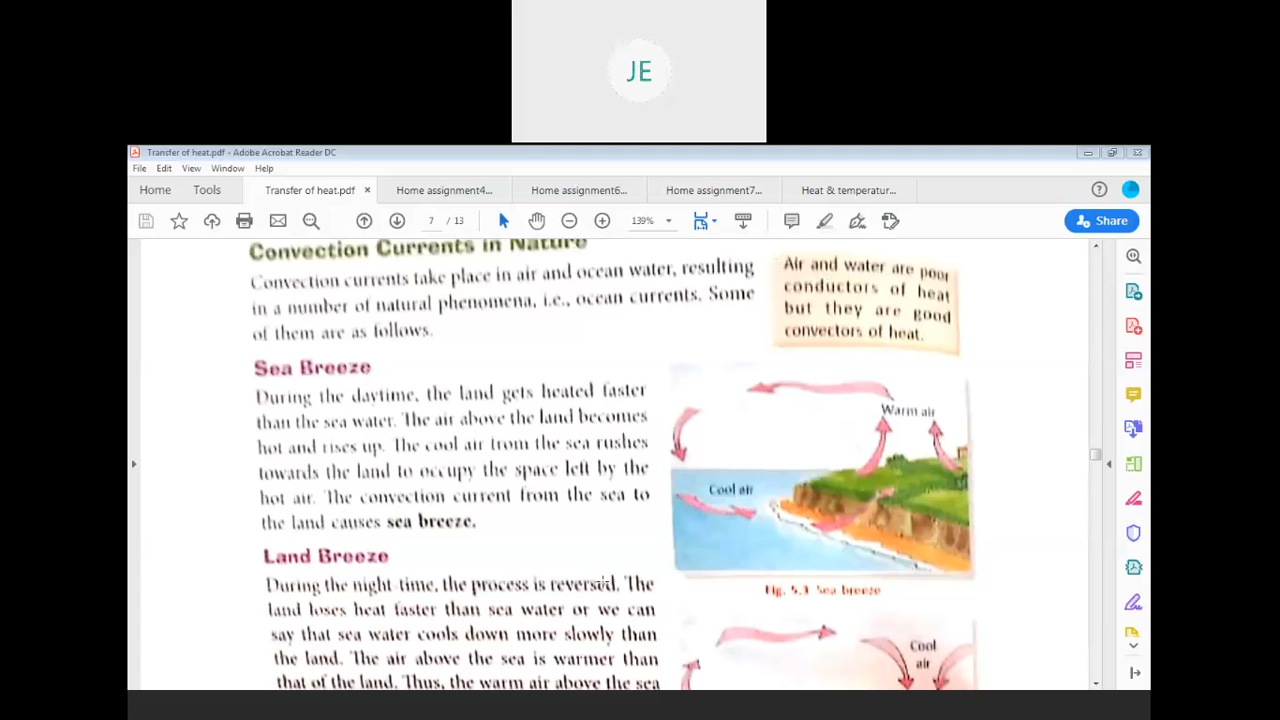 JE
Transfer of heat.pdf - Adobe Acrobat Reader DC
File Edit View Window Help
Home Tools Transfer of heat.pdf × Home assignment4... Home assignment6... Home assignment7... Heat & temperatur...
7 / 13 139% Share
Convection Currents in Nature
Convection currents take place in air and ocean water, resulting
in a number of natural phenomena, i.e., ocean currents. Some
of them are as follows.
Air and water are poor
conductors of heat
but they are good
convectors of heat.
Sea Breeze
During the daytime, the land gets heated faster
than the sea water. The air above the land becomes
hot and rises up. The cool air from the sea rushes
towards the land to occupy the space left by the
hot air. The convection current from the sea to
the land causes sea breeze.
Warm air
Cool air
Fig. 5.3 Sea breeze
Land Breeze
During the night-time, the process is reversed. The
land loses heat faster than sea water or we can
say that sea water cools down more slowly than
the land. The air above the sea is warmer than
that of the land. Thus, the warm air above the sea
Cool
air